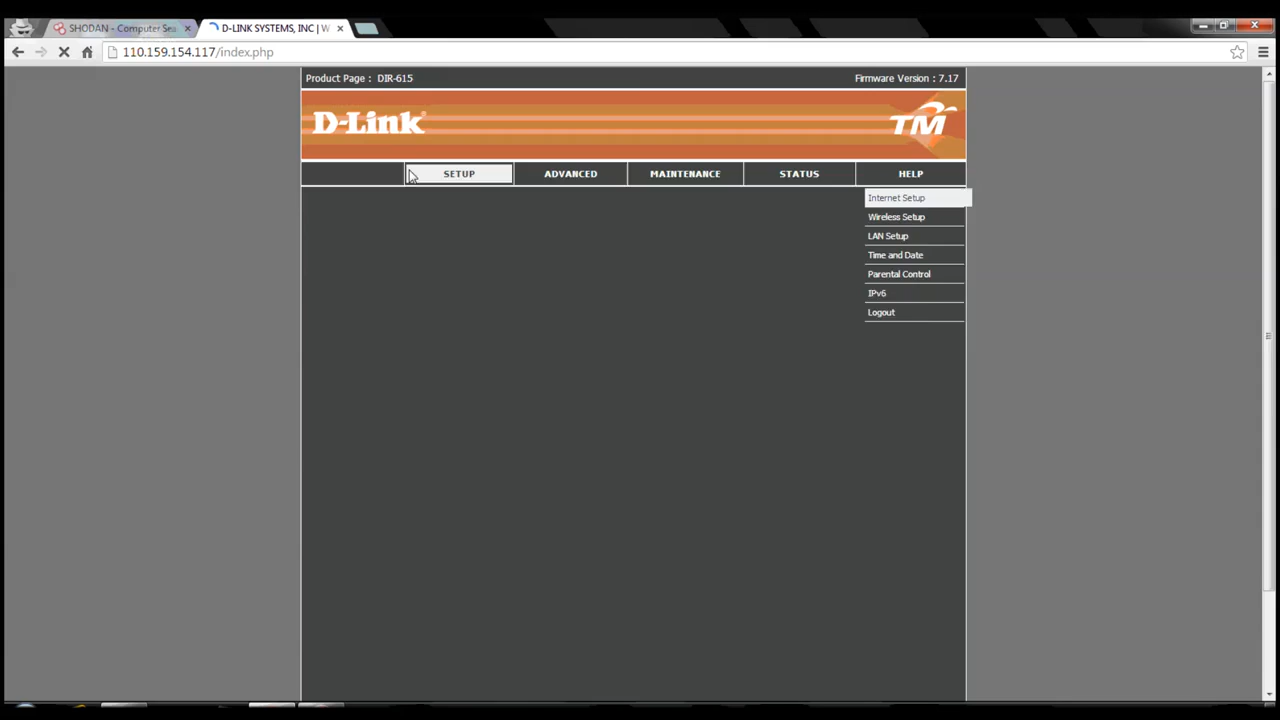 SHODAN - Computer Sea
D-LINK SYSTEMS, INC | W
110.159.154.117/index.php
Product Page : DIR-615
Firmware Version : 7.17
D-Link
TM
SETUP
ADVANCED
MAINTENANCE
STATUS
HELP
Internet Setup
Wireless Setup
LAN Setup
Time and Date
Parental Control
IPv6
Logout